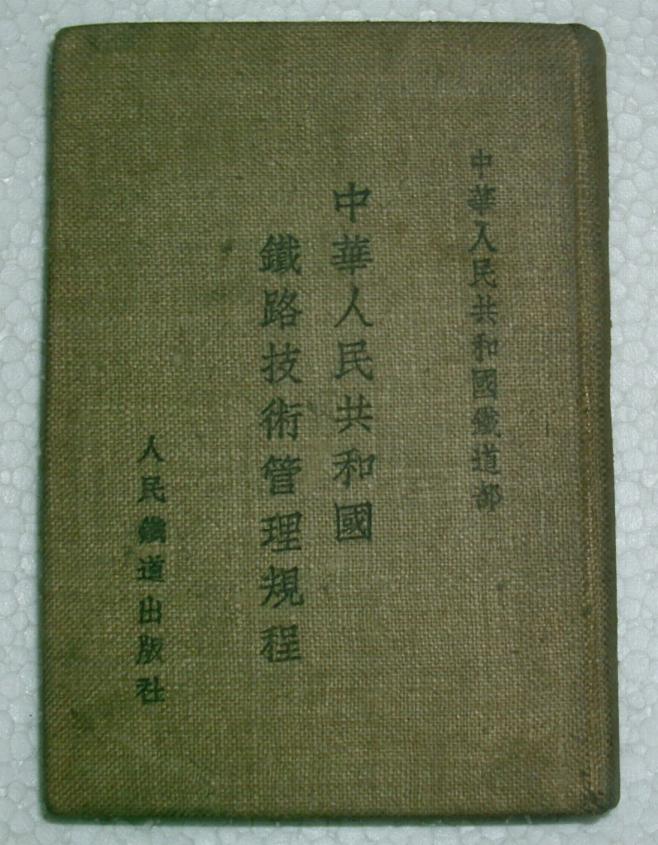 中華人民共和國鐵道部
中華人民共和國
鐵路技術管理規程
人民鐵道出版社